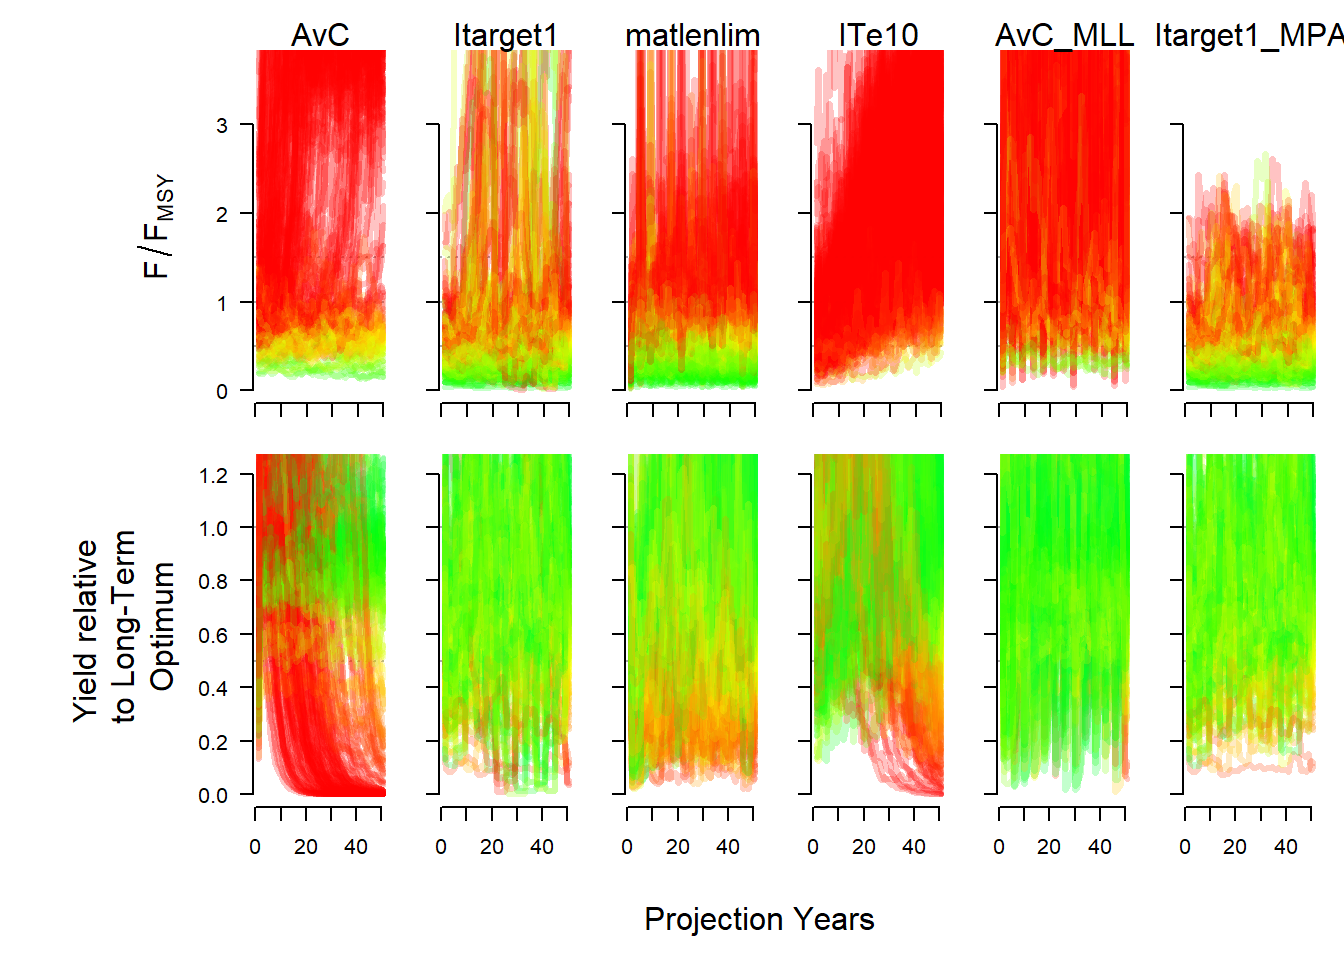 AvC Itarget1 matlenlim ITe10 AvC_MLL Itarget1_MPA
F / FMSY
3
2
1
0
Yield relative
to Long-Term
Optimum
1.2
1.0
0.8
0.6
0.4
0.2
0.0
0 20 40 0 20 40 0 20 40 0 20 40 0 20 40 0 20 40
Projection Years